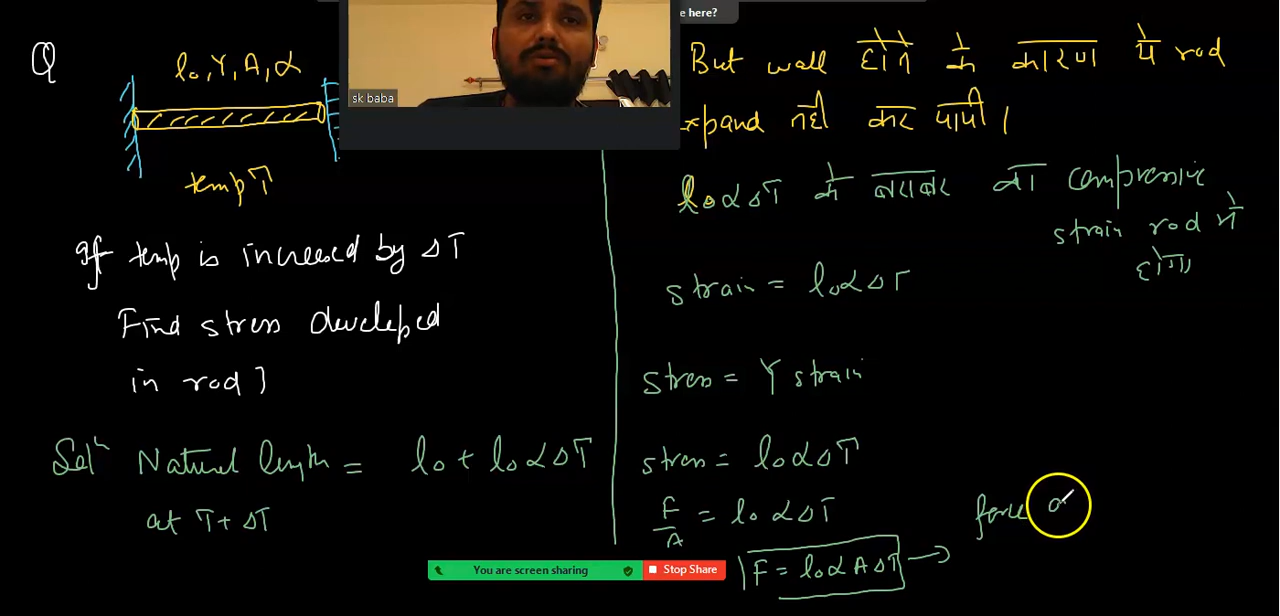 Q
l₀, Y, A, α
temp T
If temp is increased by ΔT
Find stress developed
in rod ?
Solⁿ Natural length = l₀ + l₀αΔT
at T + ΔT
e here?
sk baba
But wall होने के कारण ये rod
expand नहीं कर पायी।
l₀αΔT के बराबर का compressive
strain rod में
होगा
strain = l₀αΔT
stress = Y strain
stress = l₀αΔT
F/A = l₀αΔT
F = l₀αAΔT → force
You are screen sharing
Stop Share